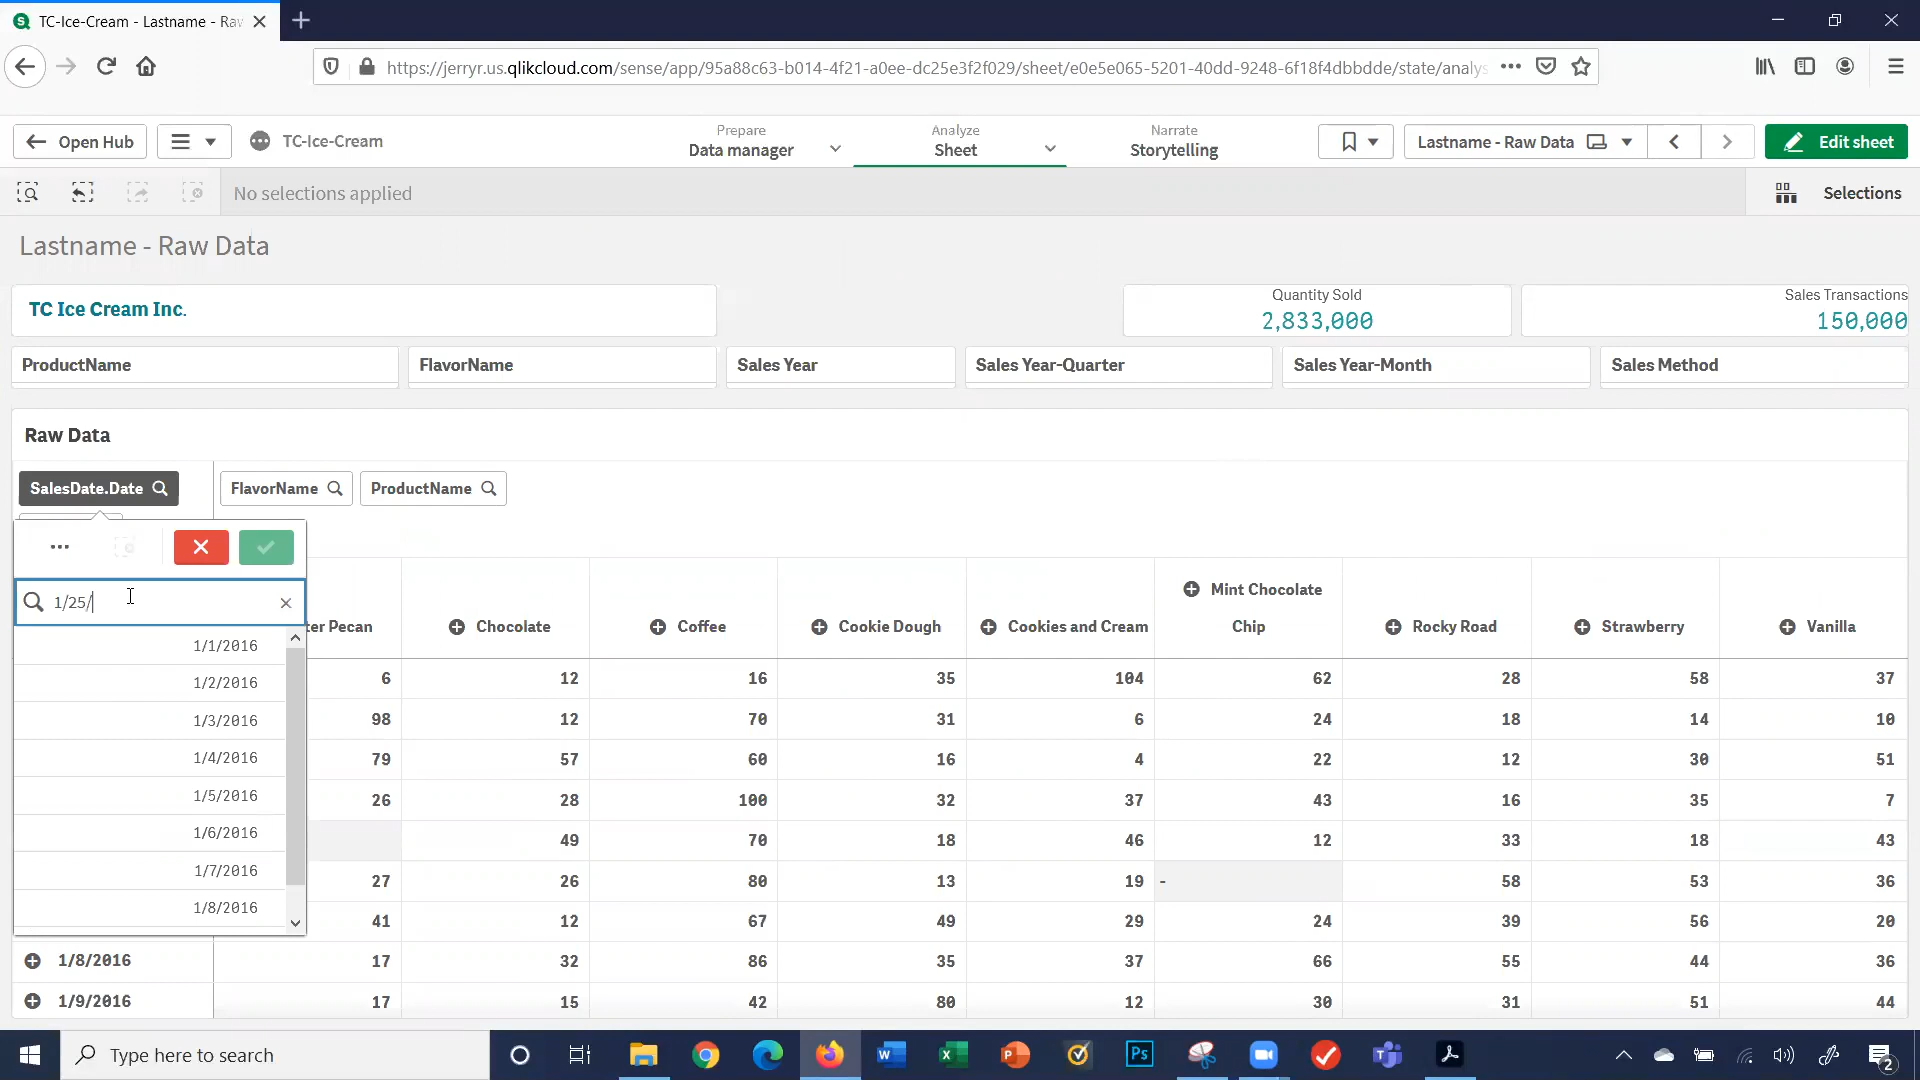 TC-Ice-Cream - Lastname - Raw
https://jerryr.us.qlikcloud.com/sense/app/95a88c63-b014-4f21-a0ee-dc25e3f2f029/sheet/e0e5e065-5201-40dd-9248-6f18f4dbbdde/state/analys
Open Hub
TC-Ice-Cream
Prepare
Data manager
Analyze
Sheet
Narrate
Storytelling
Lastname - Raw Data
Edit sheet
No selections applied
Selections
Lastname - Raw Data
TC Ice Cream Inc.
Quantity Sold
2,833,000
Sales Transactions
150,000
ProductName
FlavorName
Sales Year
Sales Year-Quarter
Sales Year-Month
Sales Method
Raw Data
SalesDate.Date
FlavorName
ProductName
1/25/
1/1/2016
1/2/2016
1/3/2016
1/4/2016
1/5/2016
1/6/2016
1/7/2016
1/8/2016
ter Pecan Chocolate Coffee Cookie Dough Cookies and Cream Mint Chocolate Chip Rocky Road Strawberry Vanilla
6 12 16 35 104 62 28 58 37
98 12 70 31 6 24 18 14 10
79 57 60 16 4 22 12 30 51
26 28 100 32 37 43 16 35 7
49 70 18 46 12 33 18 43
27 26 80 13 19 - 58 53 36
41 12 67 49 29 24 39 56 20
1/8/2016 17 32 86 35 37 66 55 44 36
1/9/2016 17 15 42 80 12 30 31 51 44
Type here to search
2